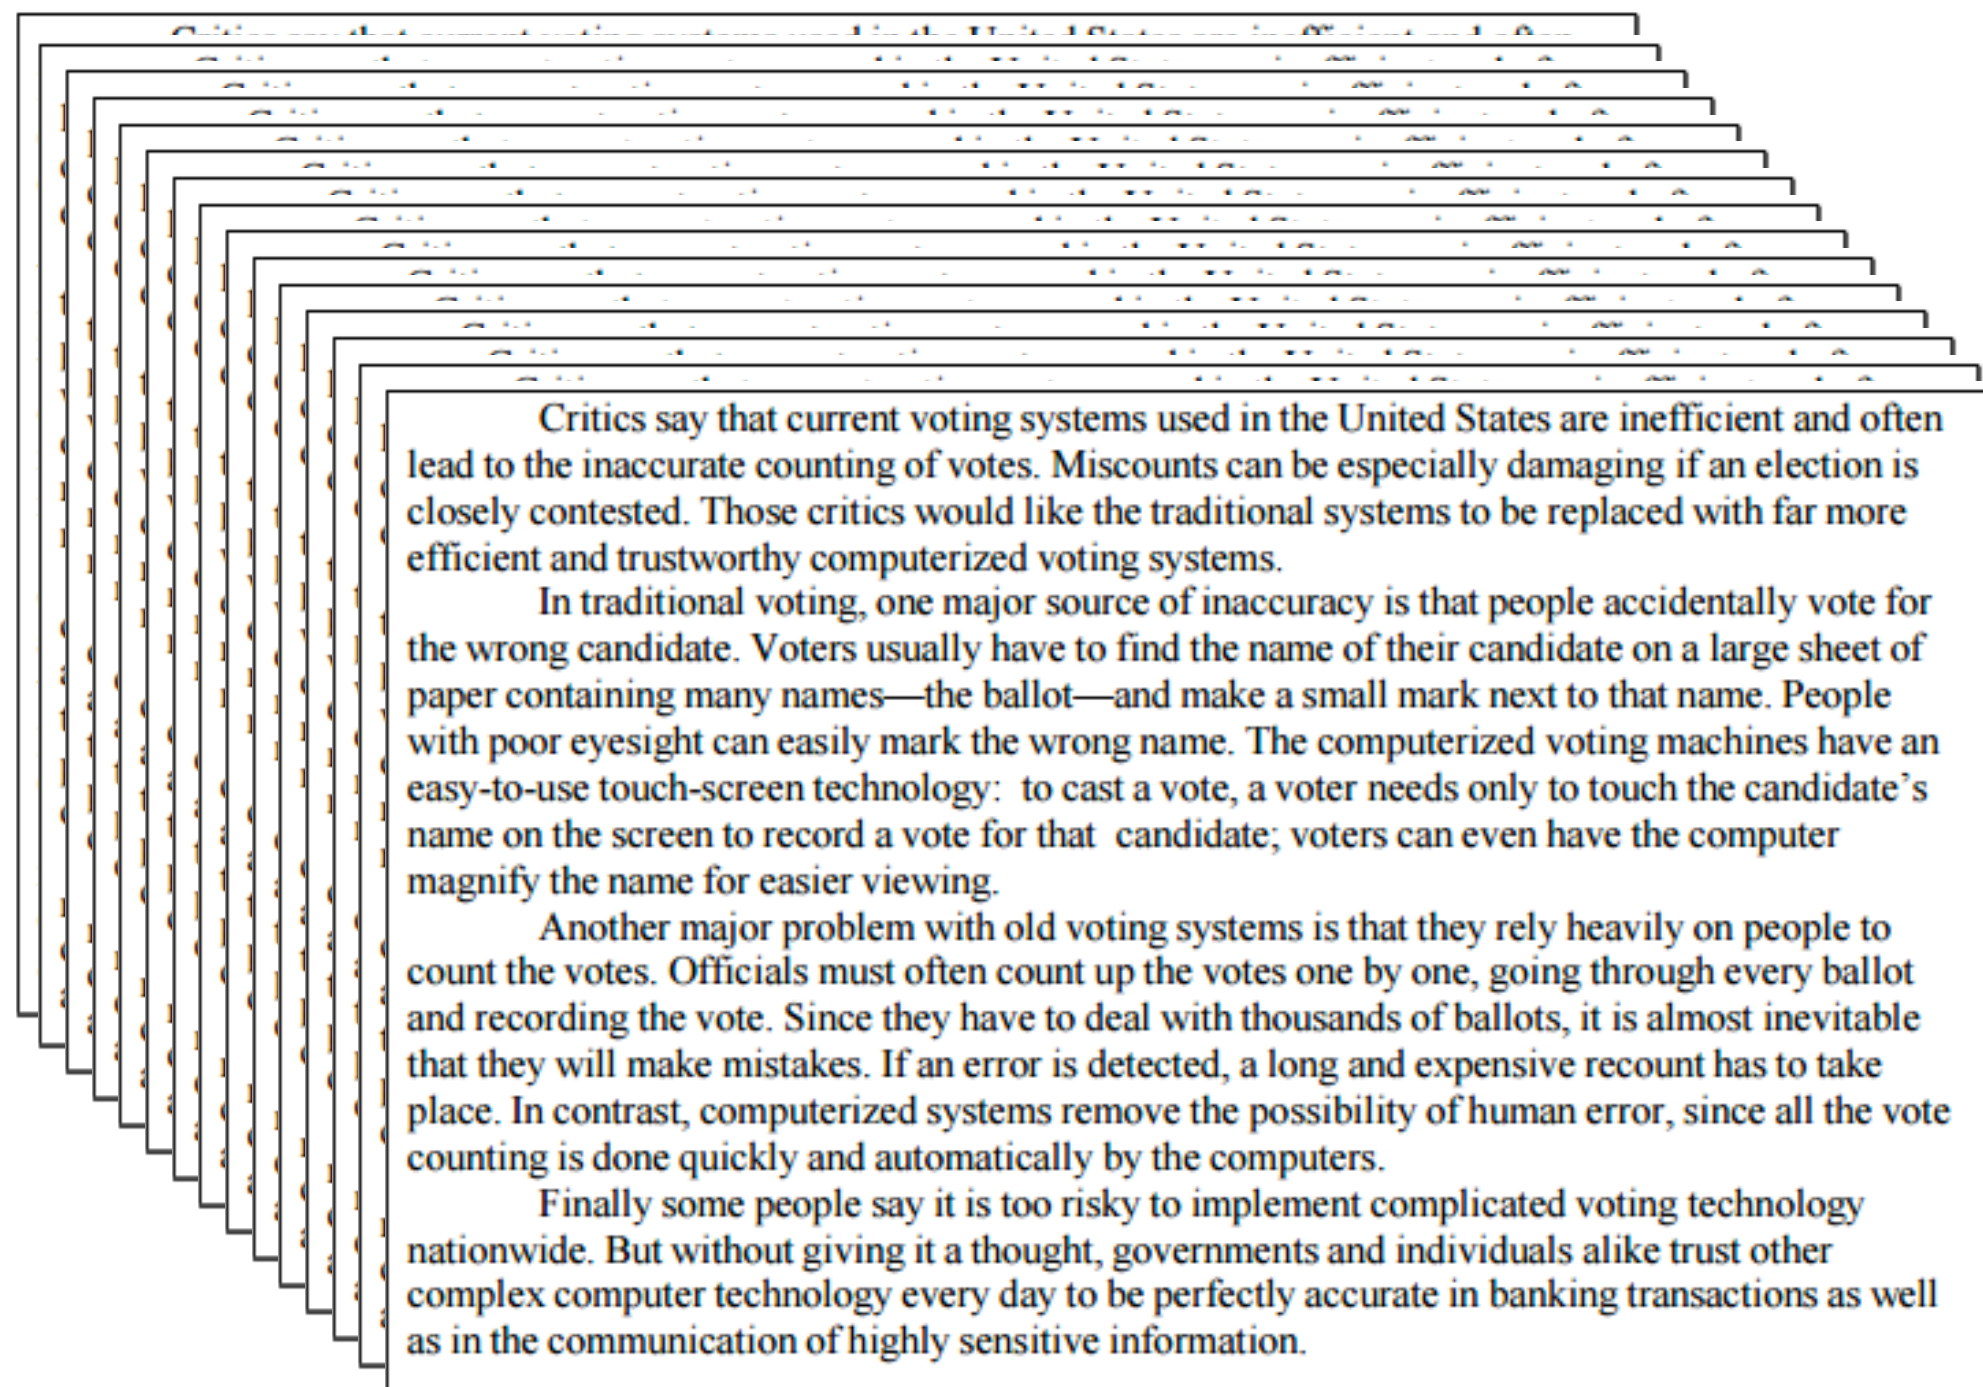 Critics say that current voting systems used in the United States are inefficient and often
lead to the inaccurate counting of votes. Miscounts can be especially damaging if an election is
closely contested. Those critics would like the traditional systems to be replaced with far more
efficient and trustworthy computerized voting systems.
In traditional voting, one major source of inaccuracy is that people accidentally vote for
the wrong candidate. Voters usually have to find the name of their candidate on a large sheet of
paper containing many names—the ballot—and make a small mark next to that name. People
with poor eyesight can easily mark the wrong name. The computerized voting machines have an
easy-to-use touch-screen technology:  to cast a vote, a voter needs only to touch the candidate’s
name on the screen to record a vote for that  candidate; voters can even have the computer
magnify the name for easier viewing.
Another major problem with old voting systems is that they rely heavily on people to
count the votes. Officials must often count up the votes one by one, going through every ballot
and recording the vote. Since they have to deal with thousands of ballots, it is almost inevitable
that they will make mistakes. If an error is detected, a long and expensive recount has to take
place. In contrast, computerized systems remove the possibility of human error, since all the vote
counting is done quickly and automatically by the computers.
Finally some people say it is too risky to implement complicated voting technology
nationwide. But without giving it a thought, governments and individuals alike trust other
complex computer technology every day to be perfectly accurate in banking transactions as well
as in the communication of highly sensitive information.